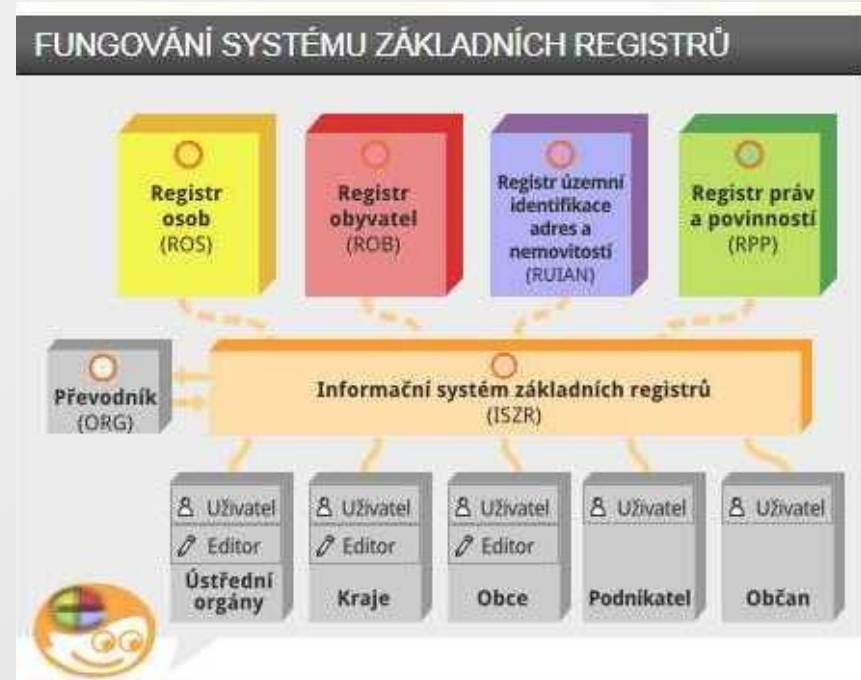 FUNGOVÁNÍ SYSTÉMU ZÁKLADNÍCH REGISTRŮ
Registr
osob
(ROS)
Registr
obyvatel
(ROB)
Registr územní
identifikace
adres a
nemovitostí
(RUIAN)
Registr práv
a povinností
(RPP)
Převodník
(ORG)
Informační systém základních registrů
(ISZR)
Uživatel
Editor
Ústřední
orgány
Uživatel
Editor
Kraje
Uživatel
Editor
Obce
Uživatel
Podnikatel
Uživatel
Občan